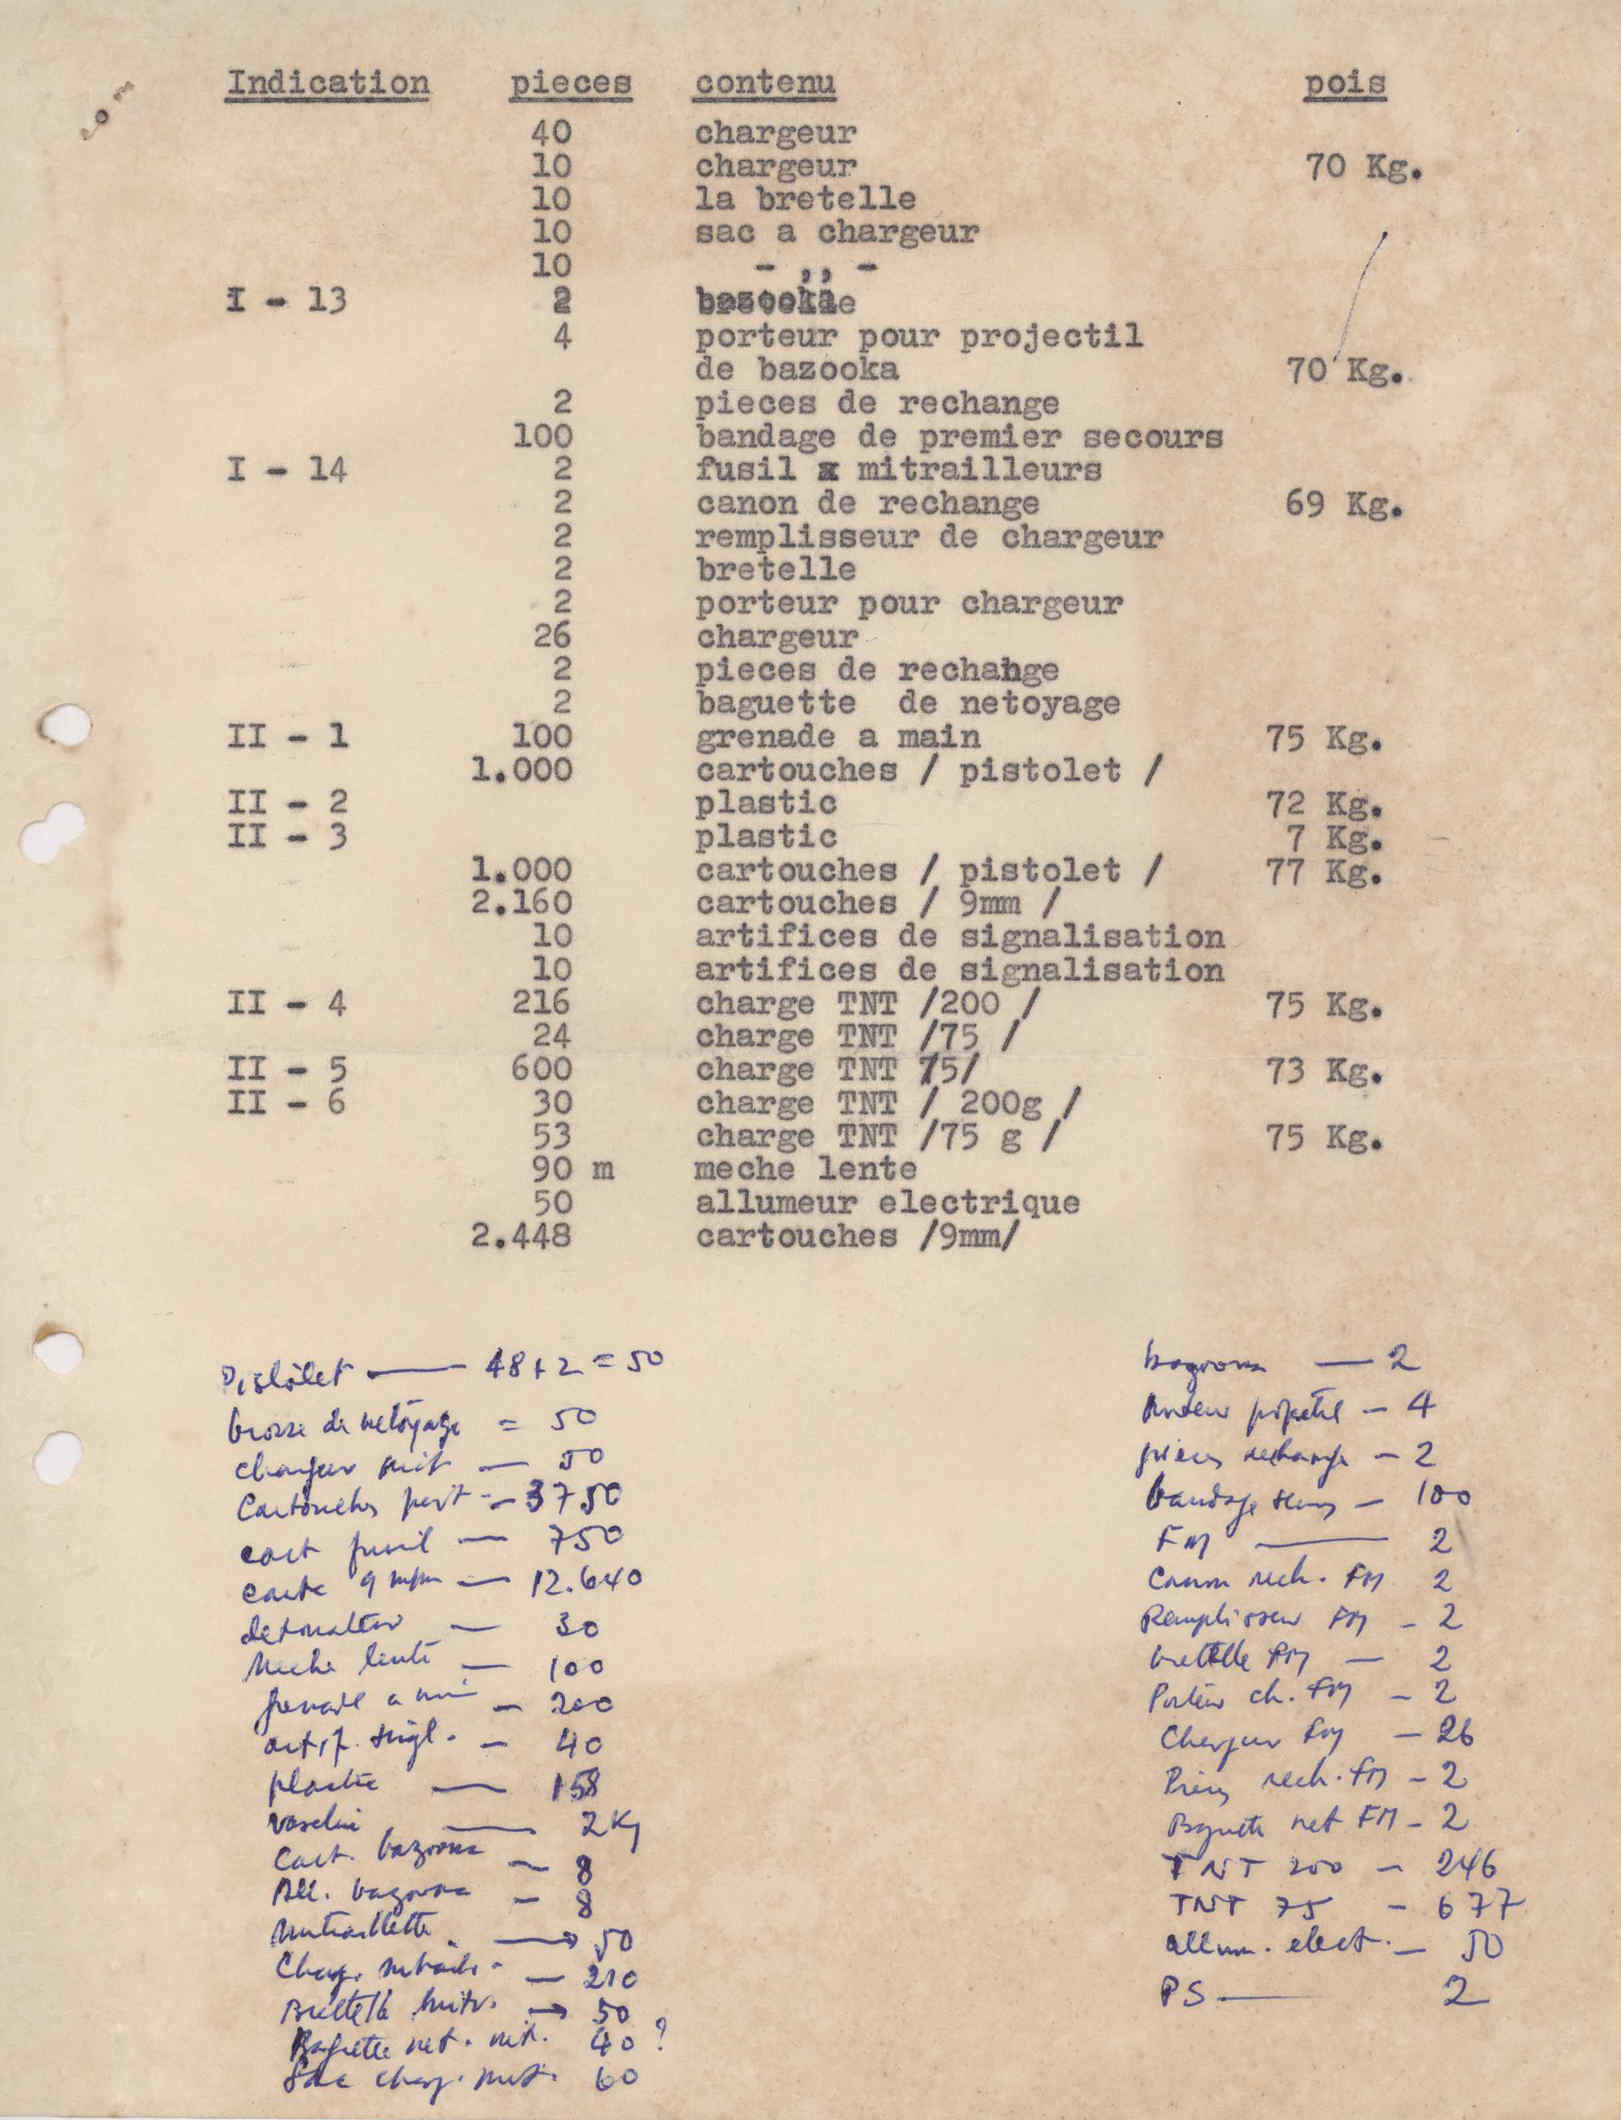 Indication pieces contenu pois
40 chargeur
10 chargeur 70 Kg.
10 la bretelle
10 sac a chargeur
10 - ,, -
I - 13 2
4 porteur pour projectil
de bazooka 70 Kg.
2 pieces de rechange
100 bandage de premier secours
I - 14 2 fusil x mitrailleurs
2 canon de rechange 69 Kg.
2 remplisseur de chargeur
2 bretelle
2 porteur pour chargeur
26 chargeur
2 pieces de rechange
2 baguette de netoyage
II - 1 100 grenade a main 75 Kg.
1.000 cartouches / pistolet /
II - 2 plastic 72 Kg.
II - 3 plastic 7 Kg.
1.000 cartouches / pistolet / 77 Kg.
2.160 cartouches / 9mm /
10 artifices de signalisation
10 artifices de signalisation
II - 4 216 charge TNT /200 / 75 Kg.
24 charge TNT /75 /
II - 5 600 charge TNT 75/ 73 Kg.
II - 6 30 charge TNT / 200g /
53 charge TNT /75 g / 75 Kg.
90 m meche lente
50 allumeur electrique
2.448 cartouches /9mm/
Pistolet — 48+2=50
brosse de netoyage = 50
chargeur — 50
Cartouches pist - 3750
cart fusil — 750
9 mm — 12.640
detonateur — 30
Meche lente — 100
grenade a — 200
artif. — 40
plastic — 158
vaselin — 2 Kg
Cart. bazooka — 8
All. bazooka — 8
Mitraillette → 50
Charg. mitrail. — 210
Bretelle mitr. → 50
Baguette net. mit. 40 ?
Sac charg. mit. 60
bazooka — 2
Porteur projectil — 4
pieces rechange — 2
bandage — 100
FM — 2
Canon rech. FM 2
Remplisseur FM - 2
bretelle FM — 2
Porteur ch. FM - 2
Chargeur FM - 26
Pieces rech. FM - 2
Baguette net FM - 2
TNT 200 - 246
TNT 75 - 677
allum. elect. - 50
PS — 2